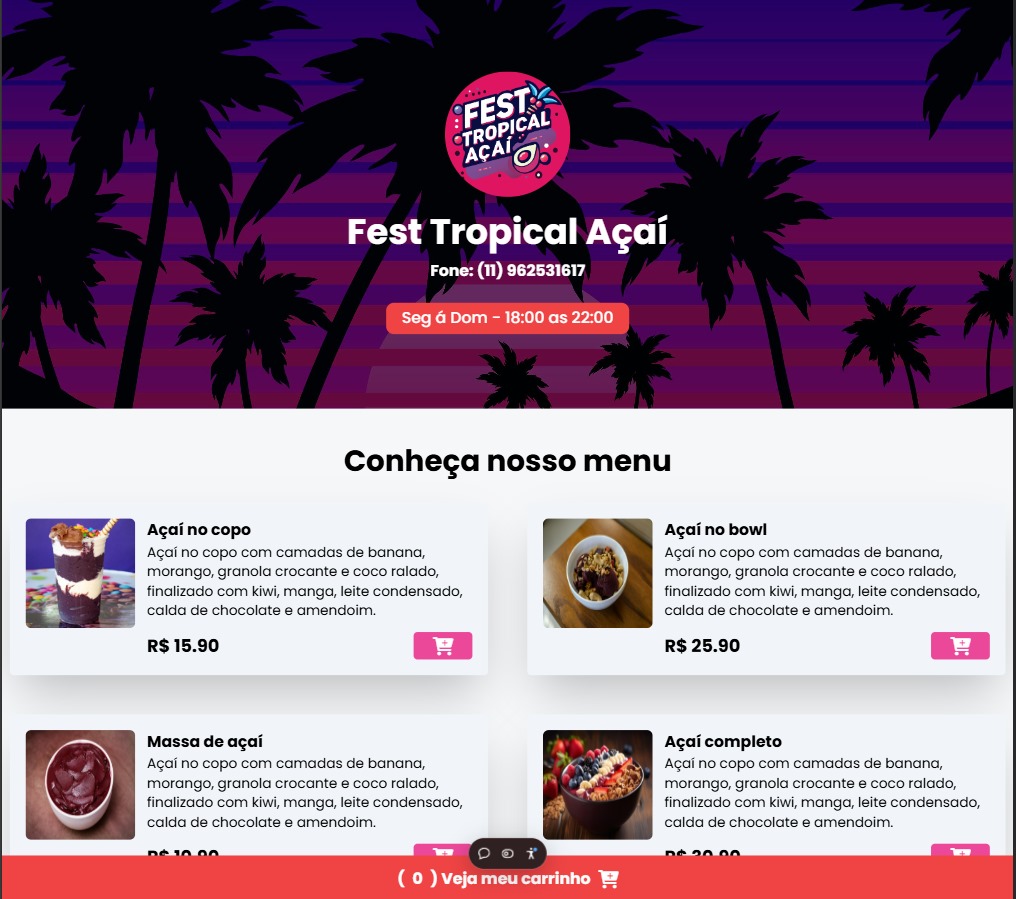 FEST
TROPICAL
AÇAÍ
Fest Tropical Açaí
Fone: (11) 962531617
Seg á Dom - 18:00 as 22:00
Conheça nosso menu
Açaí no copo
Açaí no copo com camadas de banana,
morango, granola crocante e coco ralado,
finalizado com kiwi, manga, leite condensado,
calda de chocolate e amendoim.
R$ 15.90
Açaí no bowl
Açaí no copo com camadas de banana,
morango, granola crocante e coco ralado,
finalizado com kiwi, manga, leite condensado,
calda de chocolate e amendoim.
R$ 25.90
Massa de açaí
Açaí no copo com camadas de banana,
morango, granola crocante e coco ralado,
finalizado com kiwi, manga, leite condensado,
calda de chocolate e amendoim.
Açaí completo
Açaí no copo com camadas de banana,
morango, granola crocante e coco ralado,
finalizado com kiwi, manga, leite condensado,
calda de chocolate e amendoim.
( 0 ) Veja meu carrinho